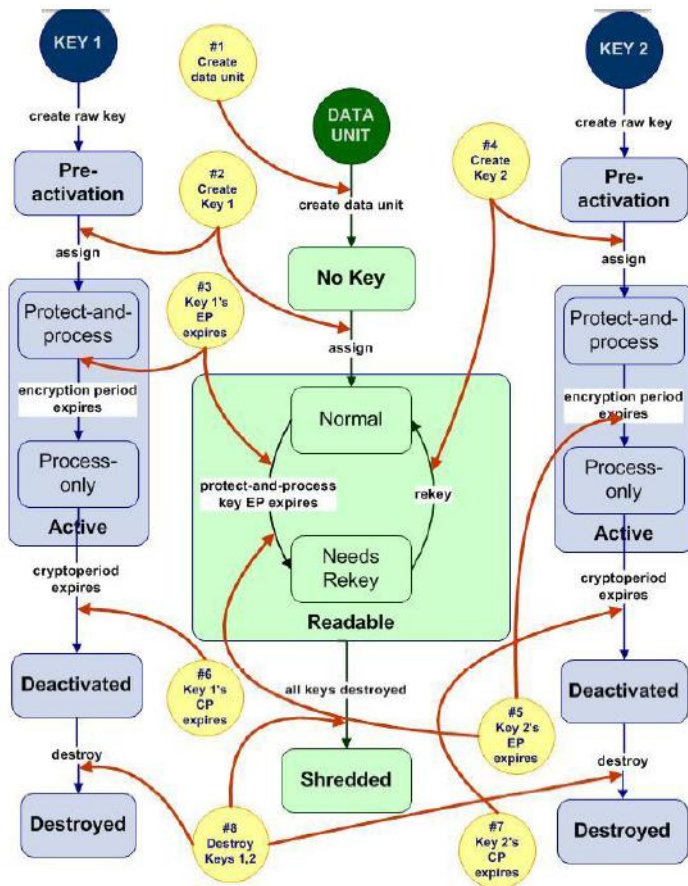 KEY 1
create raw key
Pre-
activation
assign
Protect-and-
process
encryption period
expires
Process-
only
Active
cryptoperiod
expires
Deactivated
destroy
Destroyed
#1
Create
data unit
#2
Create
Key 1
#3
Key 1's
EP
expires
DATA
UNIT
create data unit
No Key
assign
Normal
protect-and-process
key EP expires
rekey
Needs
Rekey
Readable
all keys destroyed
Shredded
#6
Key 1's
CP
expires
#8
Destroy
Keys 1,2
#4
Create
Key 2
#5
Key 2's
EP
expires
#7
Key 2's
CP
expires
KEY 2
create raw key
Pre-
activation
assign
Protect-and-
process
encryption period
expires
Process-
only
Active
cryptoperiod
expires
Deactivated
destroy
Destroyed